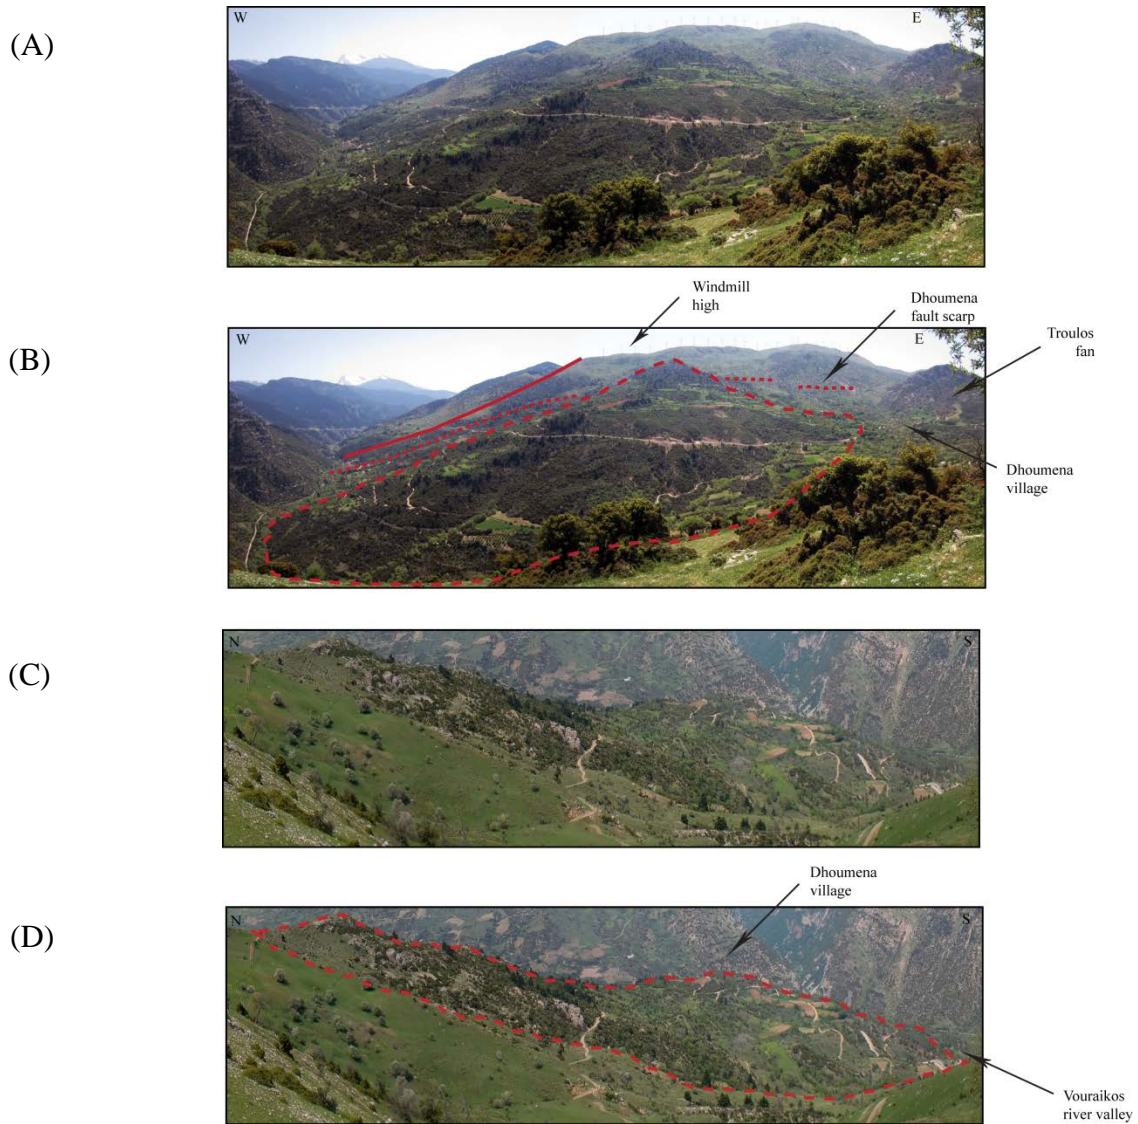 (A)
W
E
Windmill
high
Dhoumena
fault scarp
Troulos
fan
(B)
W
E
Dhoumena
village
(C)
N
S
Dhoumena
village
(D)
N
S
Vouraikos
river valley